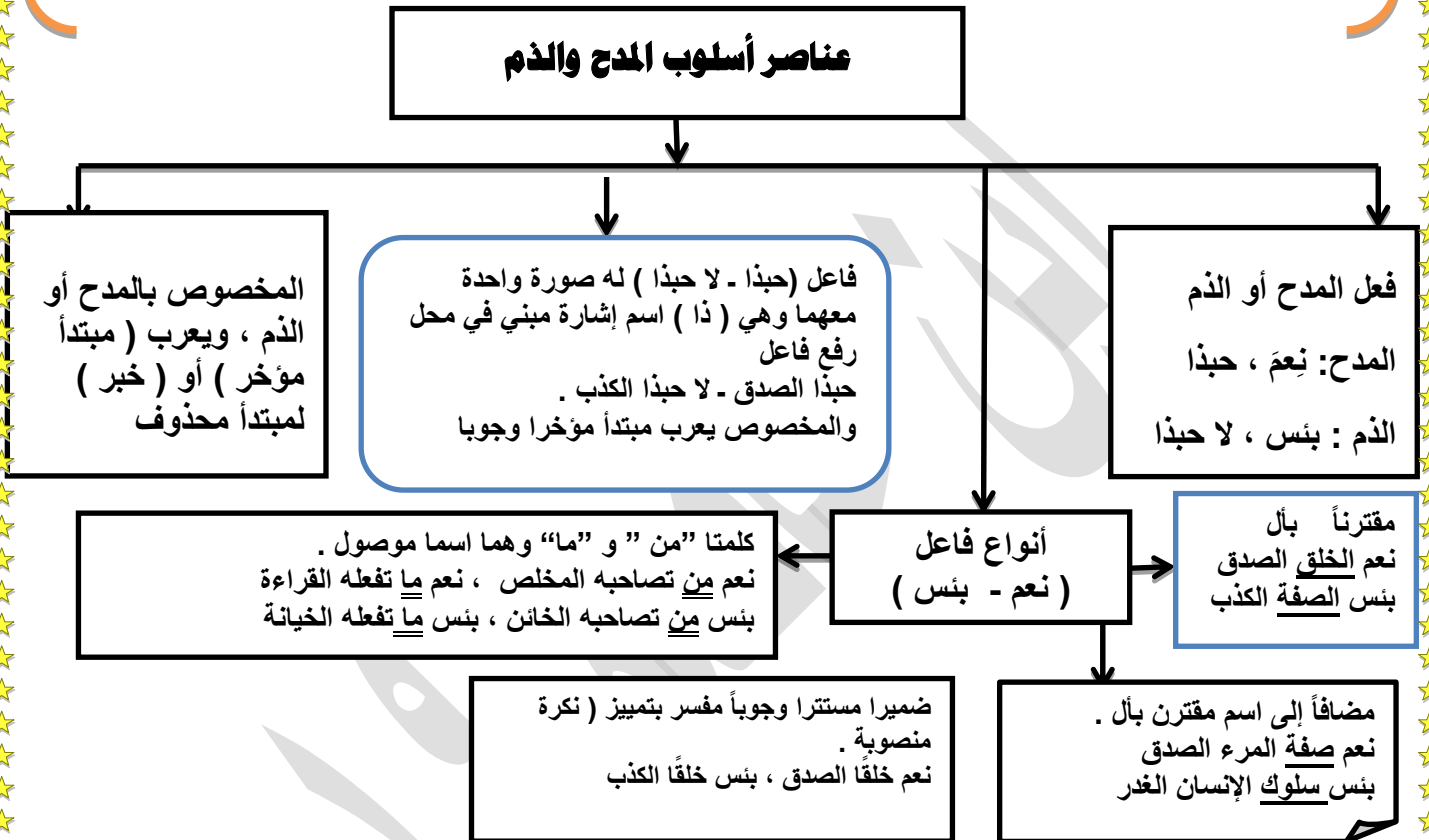 عناصر أسلوب المدح والذم
فعل المدح أو الذم
المدح: نِعمَ ، حبذا
الذم : بئس ، لا حبذا
فاعل (حبذا ـ لا حبذا ) له صورة واحدة
معهما وهي ( ذا ) اسم إشارة مبني في محل
رفع فاعل
حبذا الصدق ـ لا حبذا الكذب .
والمخصوص يعرب مبتدأ مؤخرا وجوبا
المخصوص بالمدح أو
الذم ، ويعرب ( مبتدأ
مؤخر ) أو ( خبر )
لمبتدأ محذوف
أنواع فاعل
( نعم - بئس )
مقترناً بأل
نعم الخلق الصدق
بئس الصفة الكذب
كلمتا ”من ” و ”ما“ وهما اسما موصول .
نعم من تصاحبه المخلص ، نعم ما تفعله القراءة
بئس من تصاحبه الخائن ، بئس ما تفعله الخيانة
مضافاً إلى اسم مقترن بأل .
نعم صفة المرء الصدق
بئس سلوك الإنسان الغدر
ضميرا مستترا وجوباً مفسر بتمييز ( نكرة
منصوبة .
نعم خلقًا الصدق ، بئس خلقًا الكذب